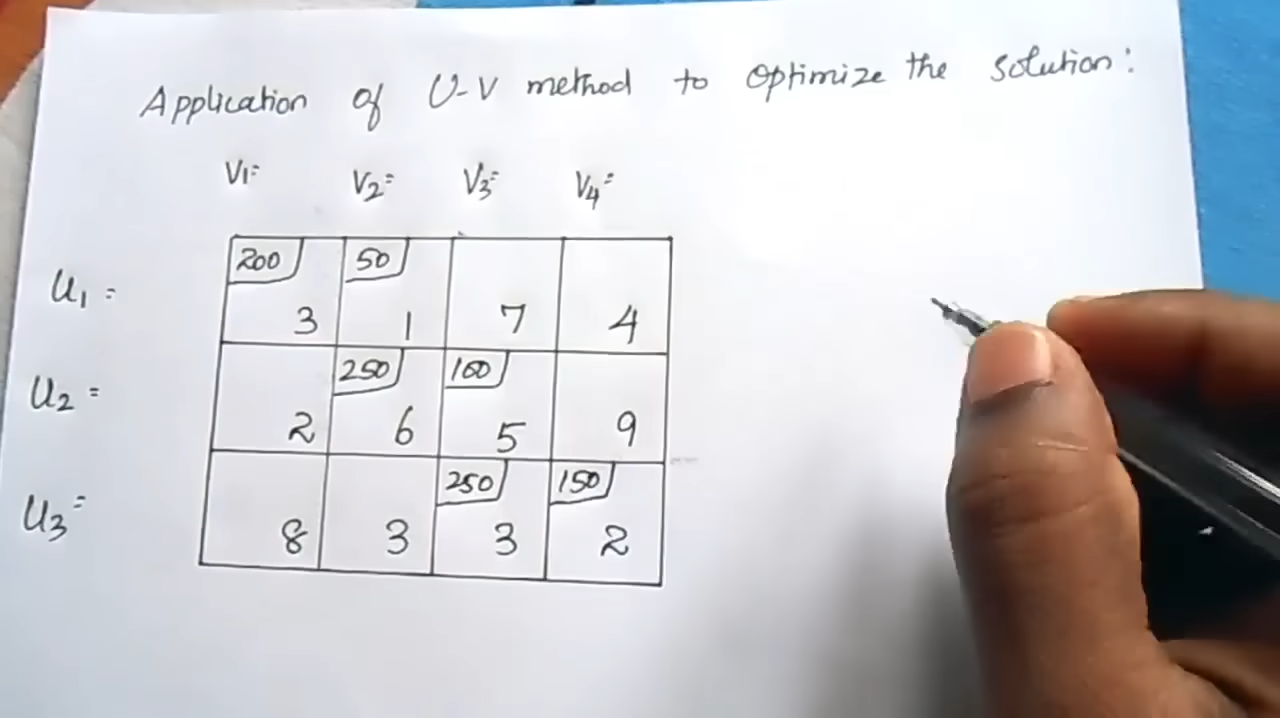 Application of U-V method to optimize the solution:
V1= V2= V3= V4=
200 50
U1 = 3 1 7 4
250 100
U2 = 2 6 5 9
250 150
U3 = 8 3 3 2